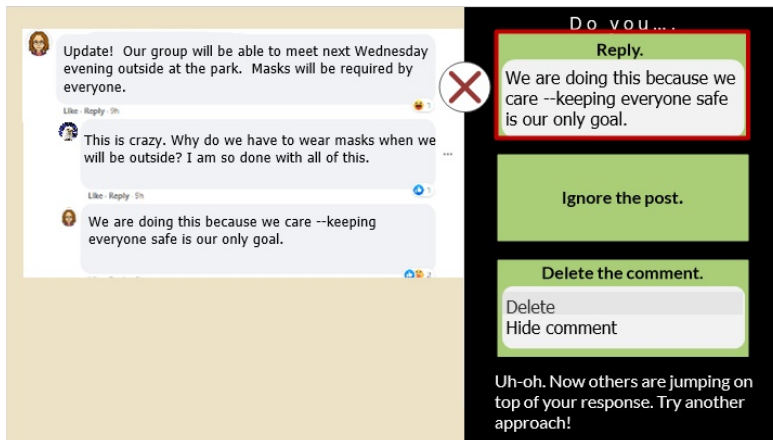 Update!  Our group will be able to meet next Wednesday
evening outside at the park.  Masks will be required by
everyone.
Like · Reply · 9h
1
This is crazy. Why do we have to wear masks when we
will be outside? I am so done with all of this.
Like · Reply · 9h
1
We are doing this because we care --keeping
everyone safe is our only goal.
2
Do you....
Reply.
We are doing this because we
care --keeping everyone safe
is our only goal.
Ignore the post.
Delete the comment.
Delete
Hide comment
Uh-oh. Now others are jumping on
top of your response. Try another
approach!